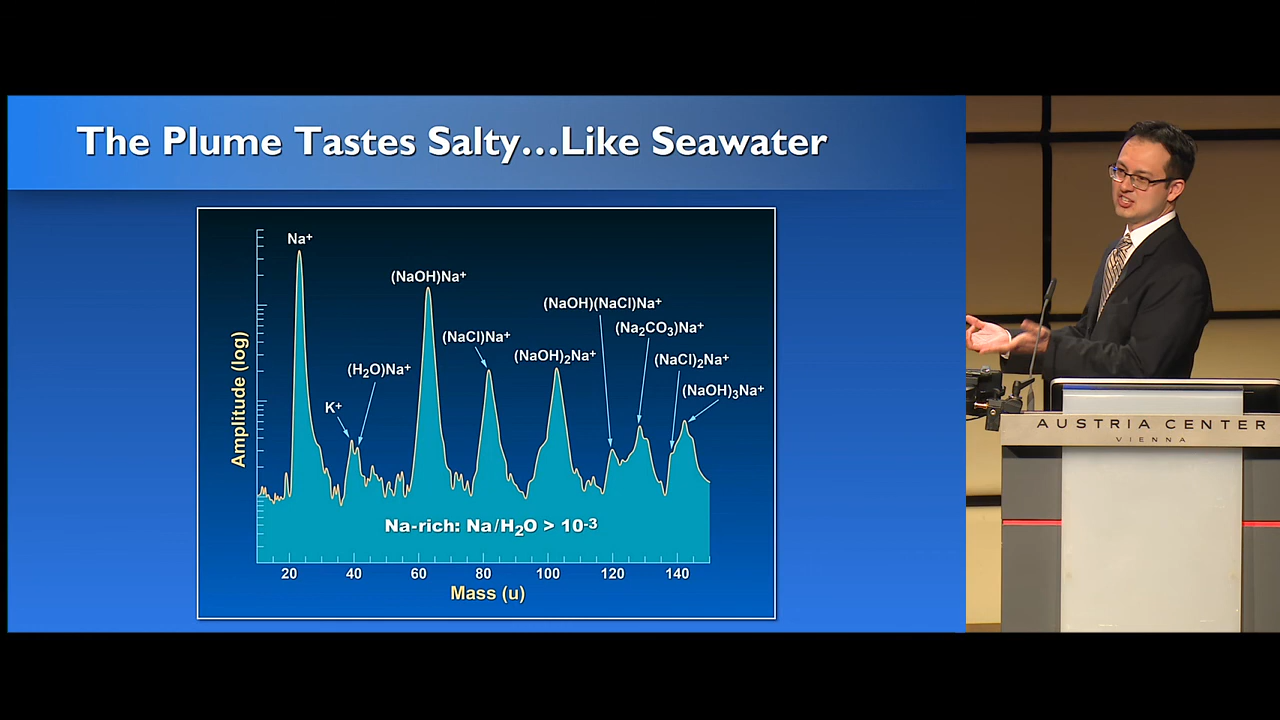 The Plume Tastes Salty...Like Seawater
Na⁺
(NaOH)Na⁺
(NaOH)(NaCl)Na⁺
(Na₂CO₃)Na⁺
(NaCl)Na⁺
(NaOH)₂Na⁺
(NaCl)₂Na⁺
(H₂O)Na⁺
(NaOH)₃Na⁺
K⁺
Amplitude (log)
Na-rich: Na/H₂O > 10⁻³
20 40 60 80 100 120 140
Mass (u)
AUSTRIA CENTER
VIENNA